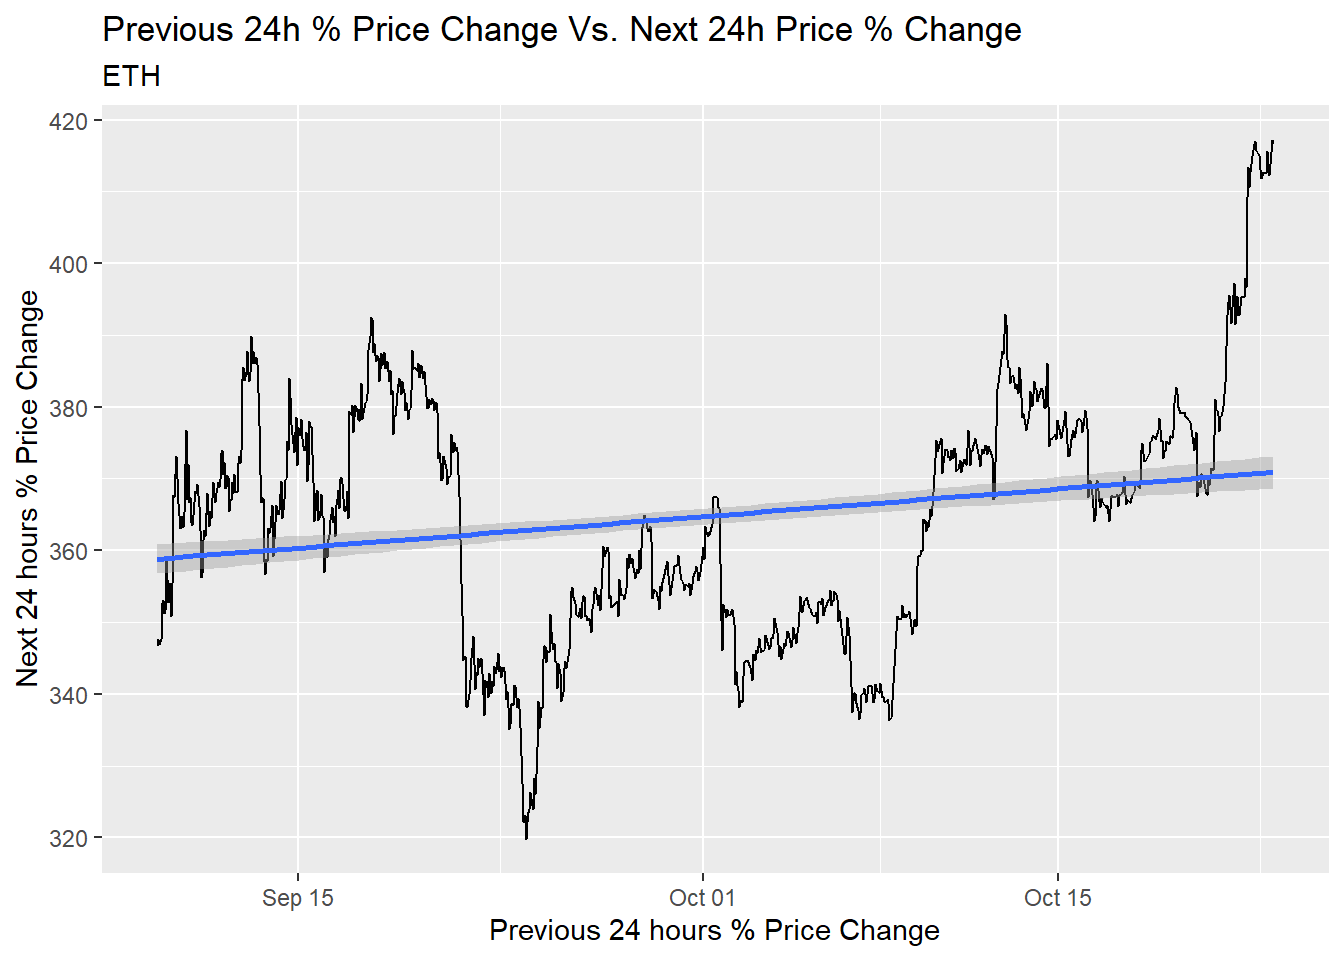 Previous 24h % Price Change Vs. Next 24h Price % Change
ETH
Next 24 hours % Price Change
420
400
380
360
340
320
Sep 15
Oct 01
Oct 15
Previous 24 hours % Price Change